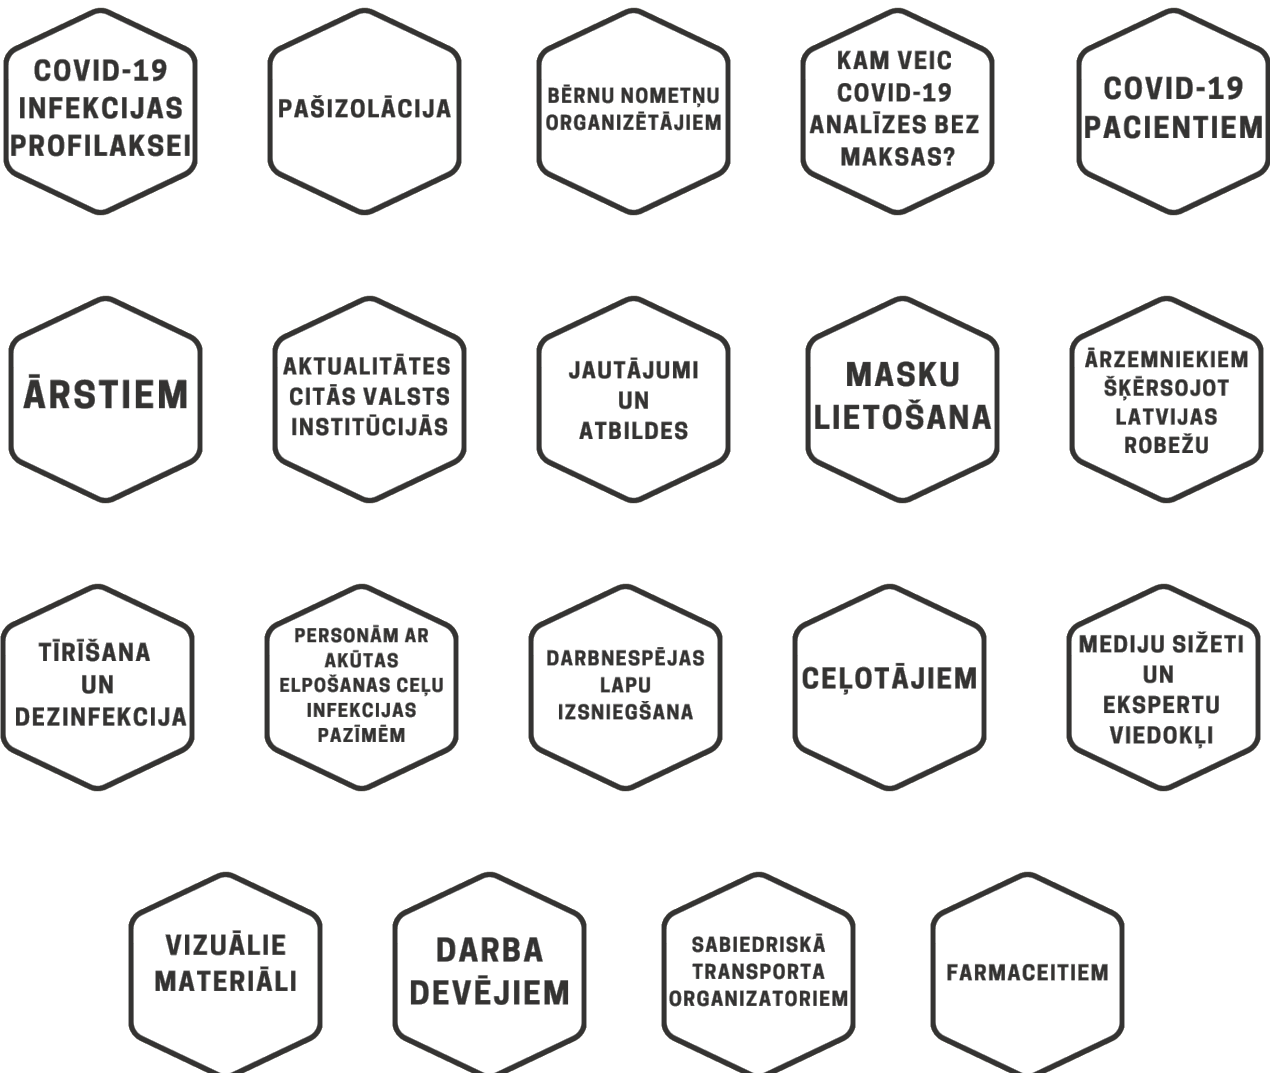 COVID-19
INFEKCIJAS
PROFILAKSEI
PAŠIZOLĀCIJA
BĒRNU NOMETŅU
ORGANIZĒTĀJIEM
KAM VEIC
COVID-19
ANALĪZES BEZ
MAKSAS?
COVID-19
PACIENTIEM
ĀRSTIEM
AKTUALITĀTES
CITĀS VALSTS
INSTITŪCIJĀS
JAUTĀJUMI
UN
ATBILDES
MASKU
LIETOŠANA
ĀRZEMNIEKIEM
ŠĶĒRSOJOT
LATVIJAS
ROBEŽU
TĪRĪŠANA
UN
DEZINFEKCIJA
PERSONĀM AR
AKŪTAS
ELPOŠANAS CEĻU
INFEKCIJAS
PAZĪMĒM
DARBNESPĒJAS
LAPU
IZSNIEGŠANA
CEĻOTĀJIEM
MEDIJU SIŽETI
UN
EKSPERTU
VIEDOKĻI
VIZUĀLIE
MATERIĀLI
DARBA
DEVĒJIEM
SABIEDRISKĀ
TRANSPORTA
ORGANIZATORIEM
FARMACEITIEM